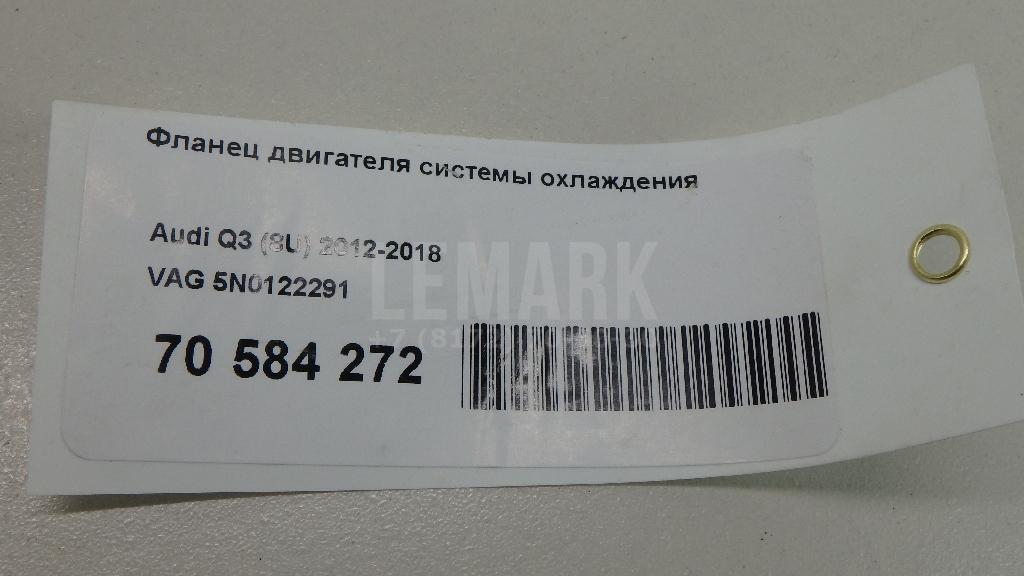 Фланец двигателя системы охлаждения
Audi Q3 (8U) 2012-2018
VAG 5N0122291
70 584 272
LEMARK